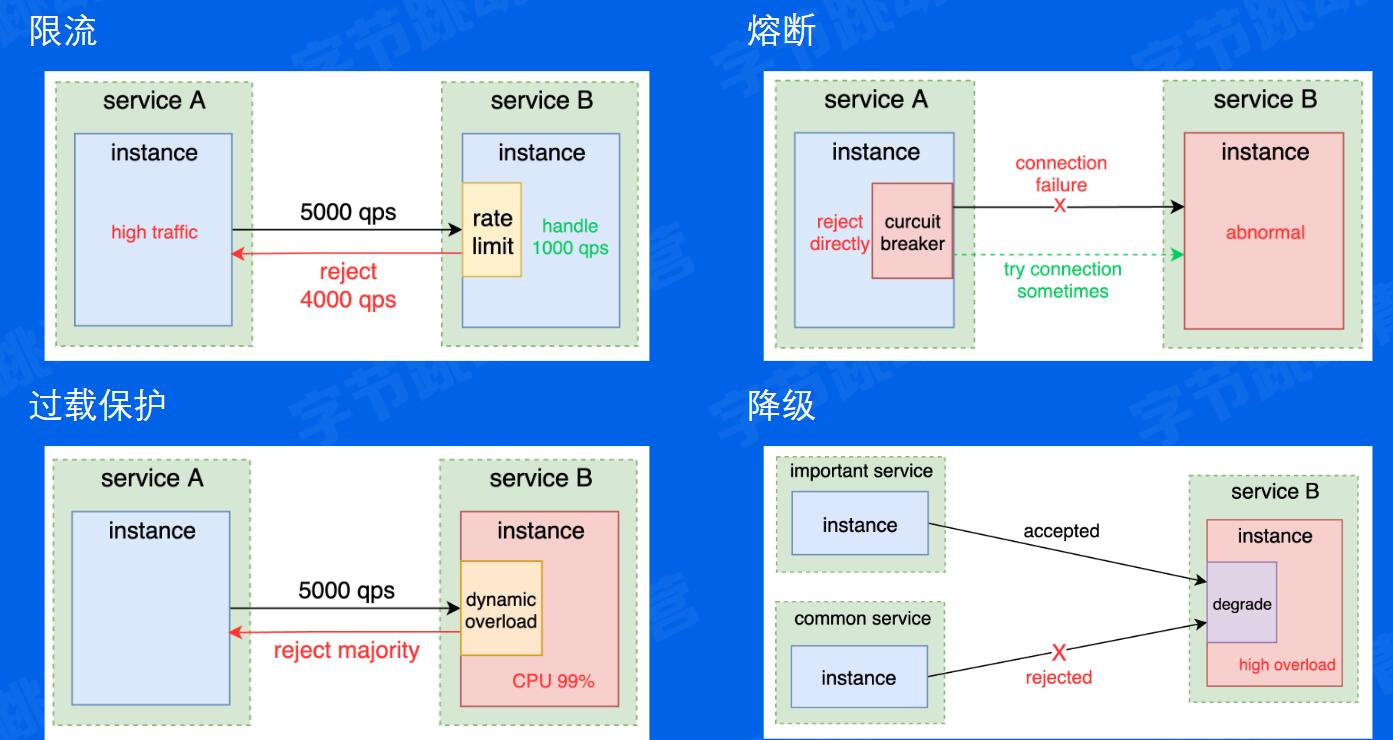 限流
service A
instance
high traffic
5000 qps
reject
4000 qps
service B
instance
rate
limit
handle
1000 qps
熔断
service A
instance
reject
directly
curcuit
breaker
connection
failure
X
try connection
sometimes
service B
instance
abnormal
过载保护
service A
instance
5000 qps
reject majority
service B
instance
dynamic
overload
CPU 99%
降级
important service
instance
accepted
common service
instance
X
rejected
service B
instance
degrade
high overload